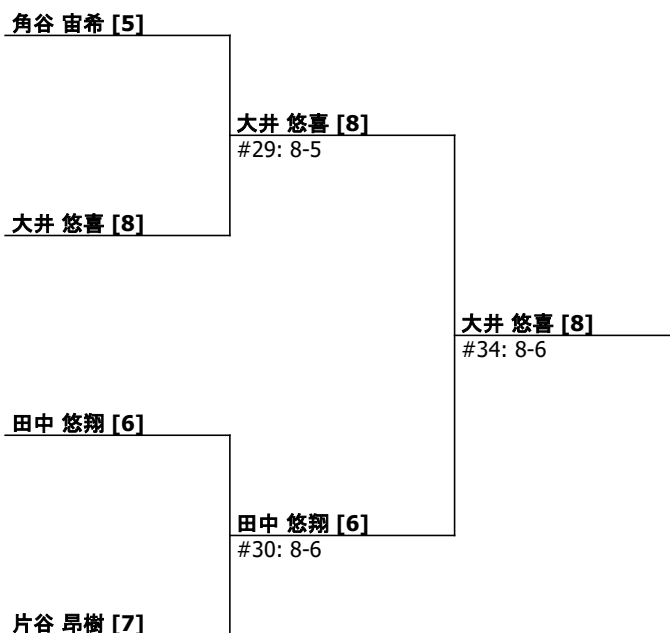 角谷 宙希 [5]
大井 悠喜 [8]
#29: 8-5
大井 悠喜 [8]
大井 悠喜 [8]
#34: 8-6
田中 悠翔 [6]
田中 悠翔 [6]
#30: 8-6
片谷 昂樹 [7]